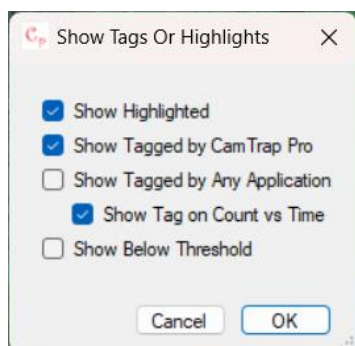 Cp Show Tags Or Highlights
Show Highlighted
Show Tagged by CamTrap Pro
Show Tagged by Any Application
Show Tag on Count vs Time
Show Below Threshold
Cancel OK